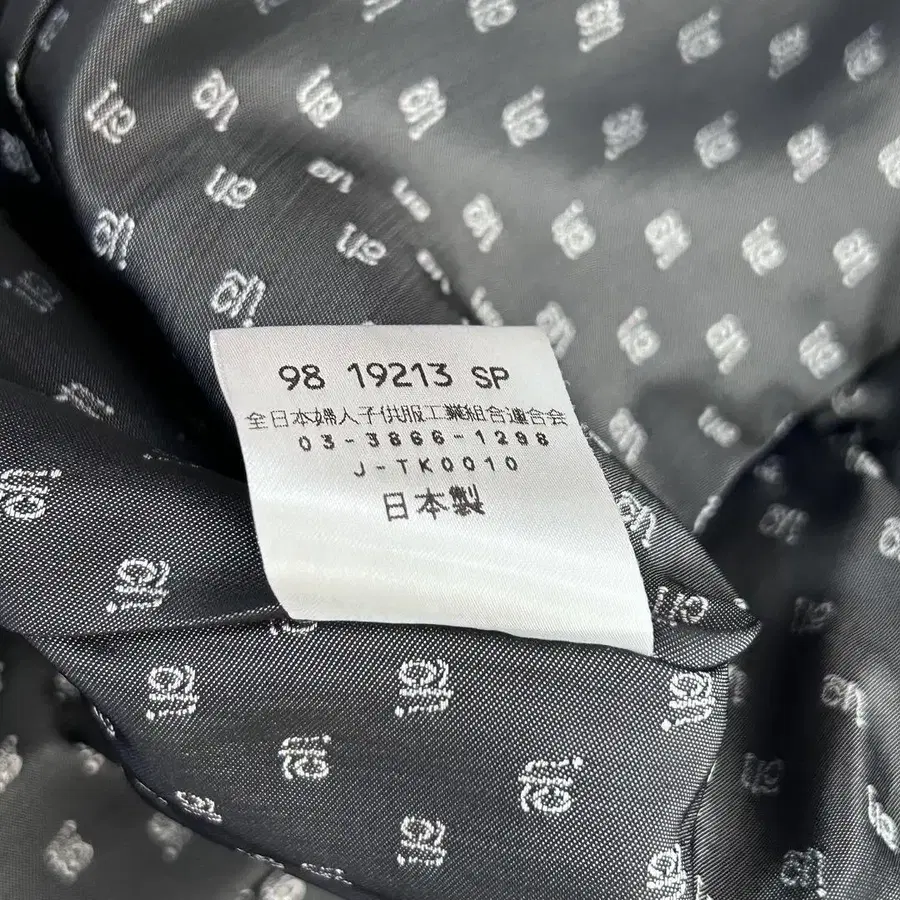 98 19213 SP
全日本婦人子供服工業組合連合会
03-3866-1298
J-TK0010
日本製